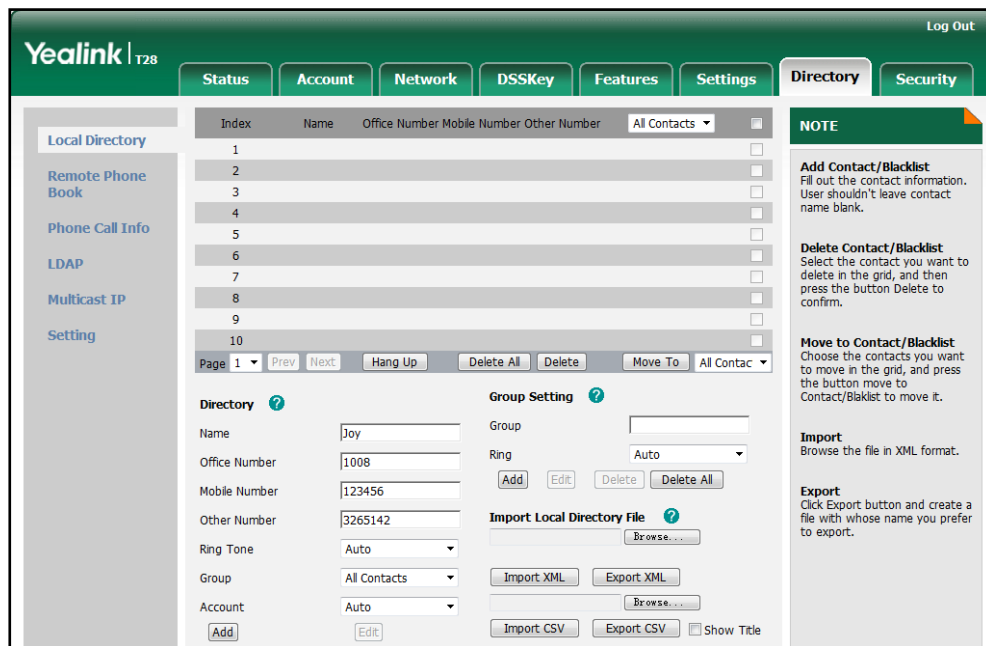 Log Out
Yealink T28
Status Account Network DSSKey Features Settings Directory Security
Local Directory
Remote Phone
Book
Phone Call Info
LDAP
Multicast IP
Setting
Index Name Office Number Mobile Number Other Number All Contacts
1
2
3
4
5
6
7
8
9
10
Page 1 Prev Next Hang Up Delete All Delete Move To All Contac
Directory ?
Name Joy
Office Number 1008
Mobile Number 123456
Other Number 3265142
Ring Tone Auto
Group All Contacts
Account Auto
Add Edit
Group Setting ?
Group
Ring Auto
Add Edit Delete Delete All
Import Local Directory File ?
Browse...
Import XML Export XML
Browse...
Import CSV Export CSV Show Title
NOTE
Add Contact/Blacklist
Fill out the contact information.
User shouldn't leave contact
name blank.
Delete Contact/Blacklist
Select the contact you want to
delete in the grid, and then
press the button Delete to
confirm.
Move to Contact/Blacklist
Choose the contacts you want
to move in the grid, and press
the button move to
Contact/Blaklist to move it.
Import
Browse the file in XML format.
Export
Click Export button and create a
file with whose name you prefer
to export.